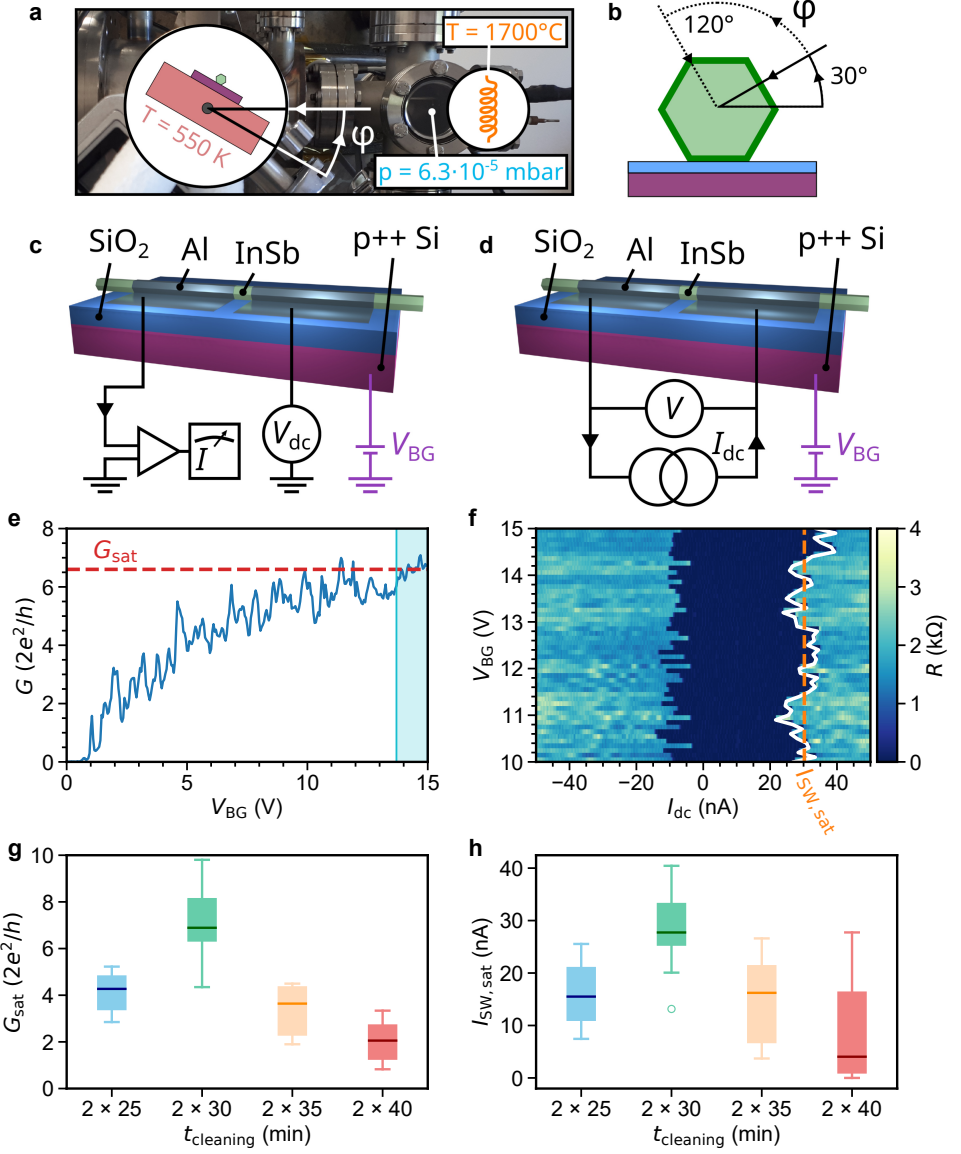 a
T = 1700°C
T = 550 K
φ
p = 6.3·10⁻⁵ mbar
b
φ
120°
30°
c
SiO₂
Al
InSb
p++ Si
I
V_dc
V_BG
d
SiO₂
Al
InSb
p++ Si
V
I_dc
V_BG
e
G_sat
G (2e²/h)
8
6
4
2
0
0 5 10 15
V_BG (V)
f
V_BG (V)
15
14
13
12
11
10
−40 −20 0 20 40
I_dc (nA)
I_SW,sat
4
3
2
1
0
R (kΩ)
g
G_sat (2e²/h)
10
8
6
4
2
0
2 × 25 2 × 30 2 × 35 2 × 40
t_cleaning (min)
h
I_SW,sat (nA)
40
30
20
10
0
2 × 25 2 × 30 2 × 35 2 × 40
t_cleaning (min)